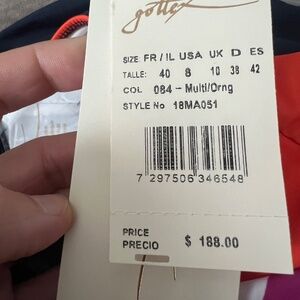 gottex
SIZE FR/IL USA UK D ES
TALLE: 40 8 10 38 42
COL 084 - Multi/Orng
STYLE No 18MA051
7 297506 346548
PRICE
PRECIO $ 188.00